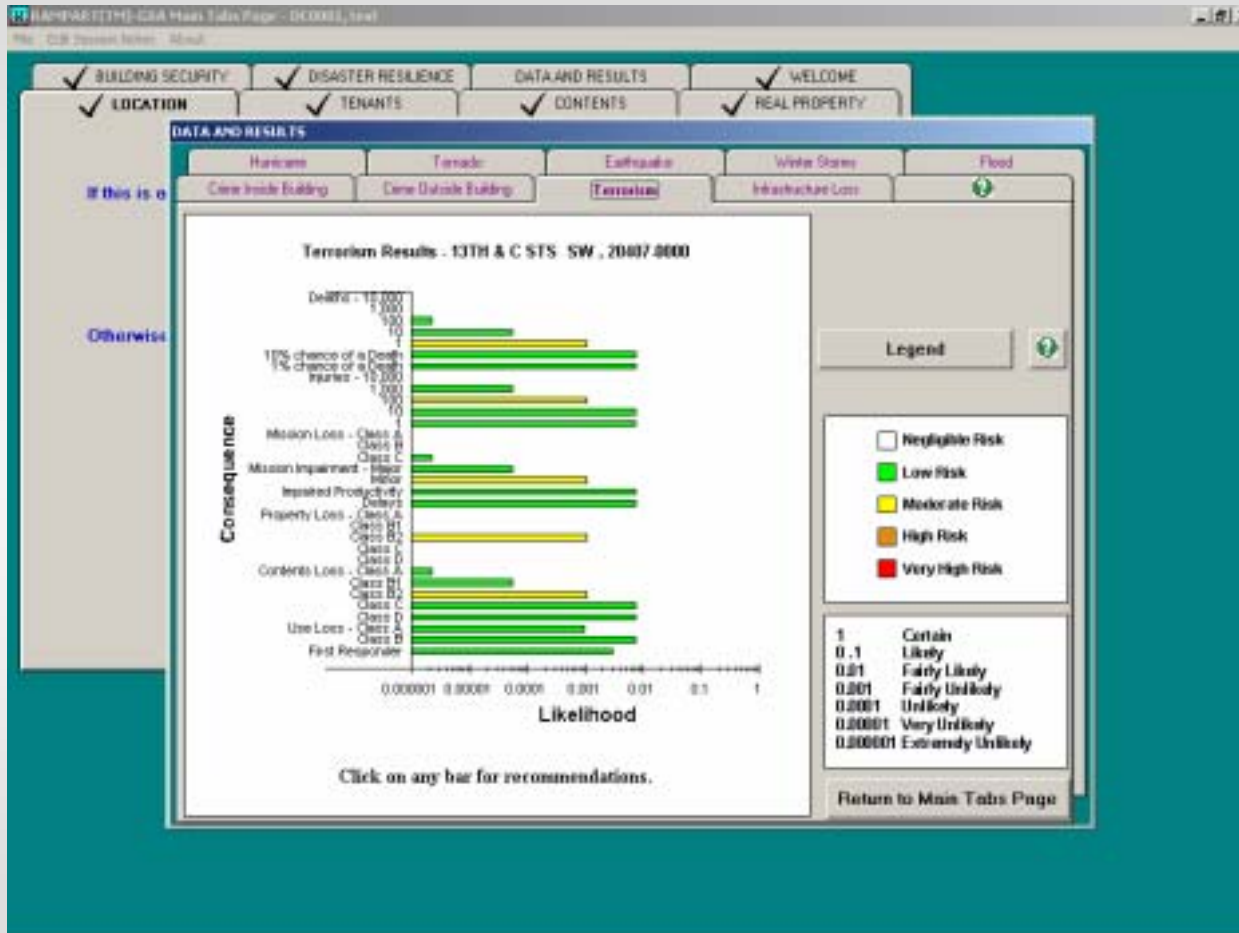 RAMPART[TM]-GSA Main Tabs Page - DC0001, test
File Edit Session Notes About
BUILDING SECURITY DISASTER RESILIENCE DATA AND RESULTS WELCOME
LOCATION TENANTS CONTENTS REAL PROPERTY
DATA AND RESULTS
Hurricane Tornado Earthquake Winter Storms Flood
Crime Inside Building Crime Outside Building Terrorism Infrastructure Loss ?
If this is o
Otherwise
Terrorism Results - 13TH & C STS SW , 20407-0000
Deaths - 10,000
1,000
100
10
1
10% chance of a Death
1% chance of a Death
Injuries - 10,000
1,000
100
10
1
Mission Loss - Class A
Class B
Class C
Mission Impairment - Major
Minor
Impaired Productivity
Delays
Property Loss - Class A
Class B1
Class B2
Class C
Class D
Contents Loss - Class A
Class B1
Class B2
Class C
Class D
Use Loss - Class A
Class B
First Responder
Consequence
0.000001 0.00001 0.0001 0.001 0.01 0.1 1
Likelihood
Click on any bar for recommendations.
Legend ?
Negligible Risk
Low Risk
Moderate Risk
High Risk
Very High Risk
1 Certain
0.1 Likely
0.01 Fairly Likely
0.001 Fairly Unlikely
0.0001 Unlikely
0.00001 Very Unlikely
0.000001 Extremely Unlikely
Return to Main Tabs Page